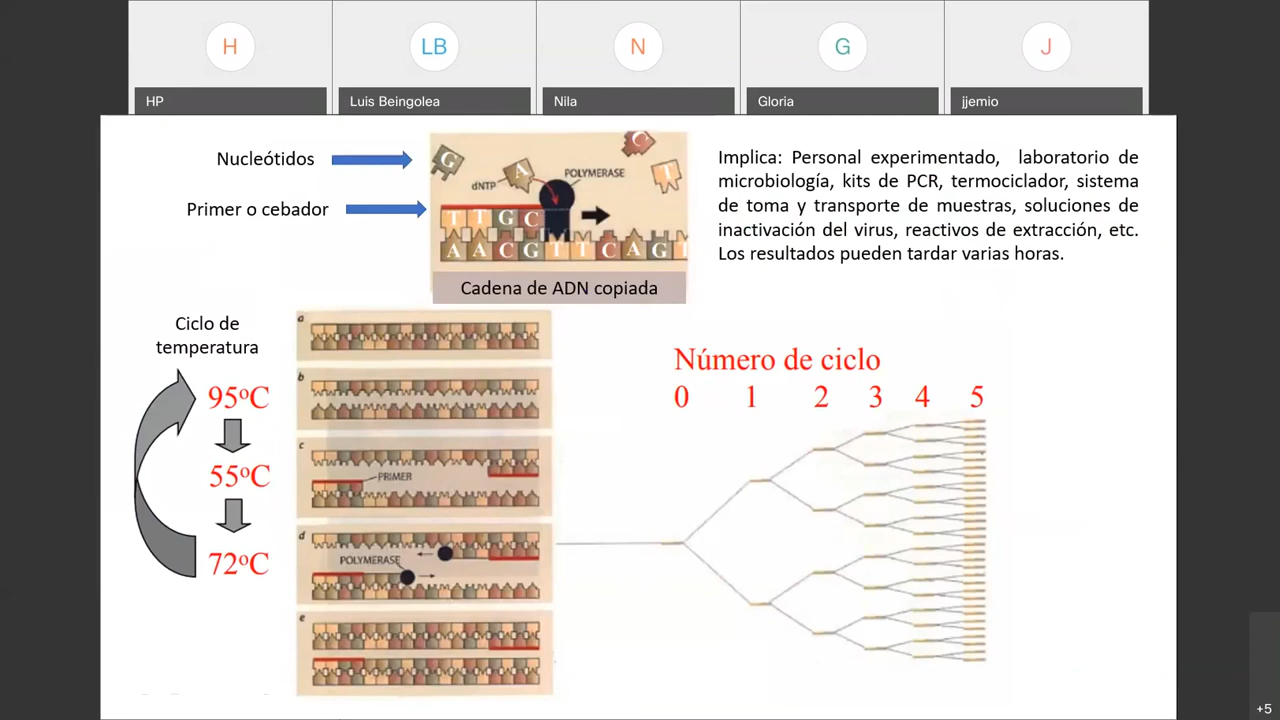 H
LB
N
G
J
HP
Luis Beingolea
Nila
Gloria
jjemio
Nucleótidos
Primer o cebador
G
A
C
T
dNTP
POLYMERASE
T T G C
A A C G T T C A G T
Cadena de ADN copiada
Implica: Personal experimentado, laboratorio de
microbiología, kits de PCR, termociclador, sistema
de toma y transporte de muestras, soluciones de
inactivación del virus, reactivos de extracción, etc.
Los resultados pueden tardar varias horas.
Ciclo de
temperatura
95ºC
55ºC
72ºC
a
b
c
PRIMER
d
POLYMERASE
e
Número de ciclo
0 1 2 3 4 5
+5